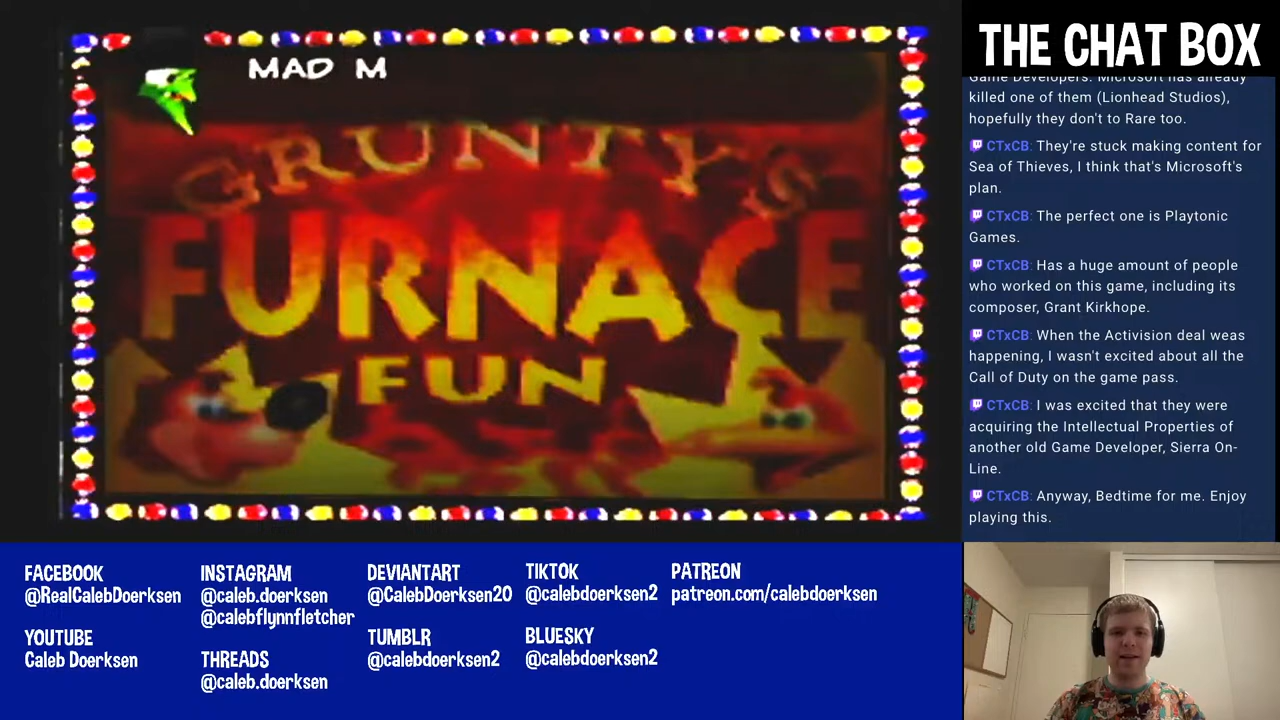 MAD M
GRUNTY'S
FURNACE
FUN
THE CHAT BOX
Game Developers. Microsoft has already
killed one of them (Lionhead Studios),
hopefully they don't to Rare too.
CTxCB: They're stuck making content for
Sea of Thieves, I think that's Microsoft's
plan.
CTxCB: The perfect one is Playtonic
Games.
CTxCB: Has a huge amount of people
who worked on this game, including its
composer, Grant Kirkhope.
CTxCB: When the Activision deal weas
happening, I wasn't excited about all the
Call of Duty on the game pass.
CTxCB: I was excited that they were
acquiring the Intellectual Properties of
another old Game Developer, Sierra On-
Line.
CTxCB: Anyway, Bedtime for me. Enjoy
playing this.
FACEBOOK
@RealCalebDoerksen
YOUTUBE
Caleb Doerksen
INSTAGRAM
@caleb.doerksen
@calebflynnfletcher
THREADS
@caleb.doerksen
DEVIANTART
@CalebDoerksen20
TUMBLR
@calebdoerksen2
TIKTOK
@calebdoerksen2
BLUESKY
@calebdoerksen2
PATREON
patreon.com/calebdoerksen